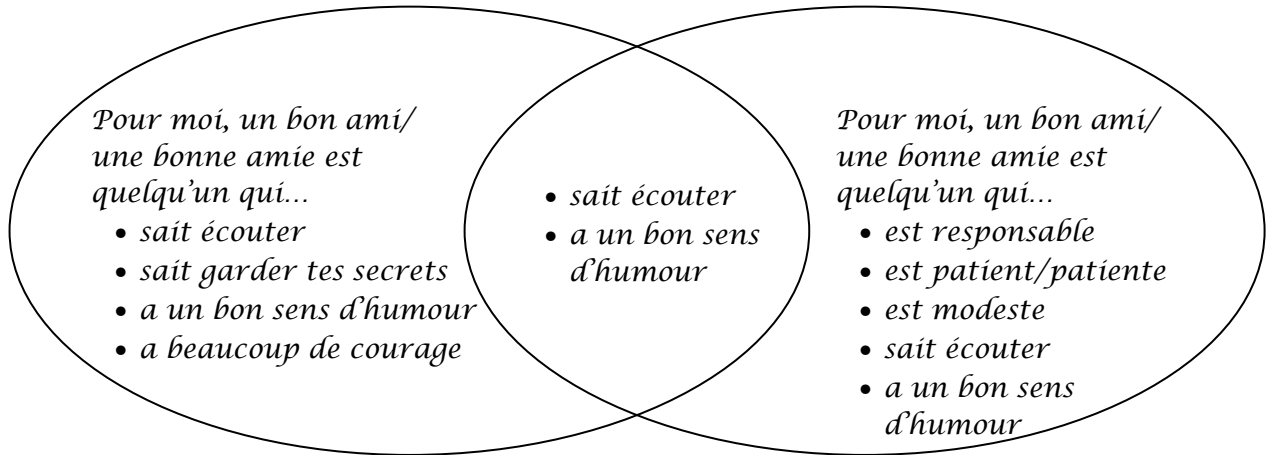 Pour moi, un bon ami/
une bonne amie est
quelqu'un qui…
• sait écouter
• sait garder tes secrets
• a un bon sens d'humour
• a beaucoup de courage
• sait écouter
• a un bon sens
d'humour
Pour moi, un bon ami/
une bonne amie est
quelqu'un qui…
• est responsable
• est patient/patiente
• est modeste
• sait écouter
• a un bon sens
d'humour